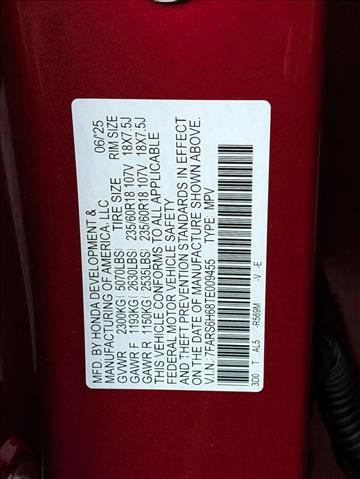 MFD. BY HONDA DEVELOPMENT & 06/25
MANUFACTURING OF AMERICA, LLC
TIRE SIZE RIM SIZE
GVWR 2300KG( 5070LBS)
GAWR F 1193KG( 2630LBS) 235/60R18 107V 18X7.5J
GAWR R 1150KG( 2535LBS) 235/60R18 107V 18X7.5J
THIS VEHICLE CONFORMS TO ALL APPLICABLE
FEDERAL MOTOR VEHICLE SAFETY
AND THEFT PREVENTION STANDARDS IN EFFECT
ON THE DATE OF MANUFACTURE SHOWN ABOVE.
V.I.N.: 7FARS6H68TE009455 TYPE: MPV
3D0 T AL5 -R569M -V -E